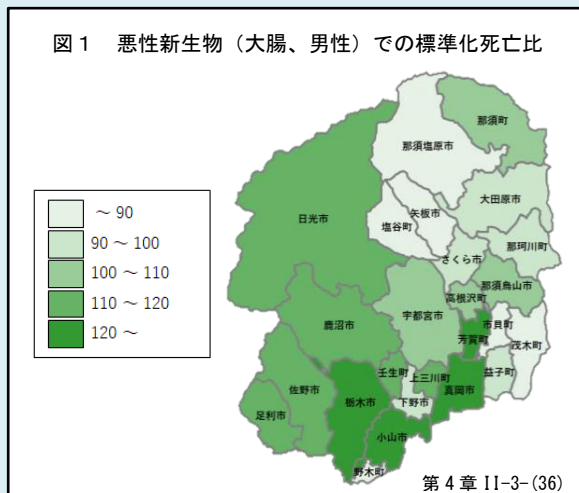 図１　悪性新生物（大腸、男性）での標準化死亡比
～ 90
90 ～ 100
100 ～ 110
110 ～ 120
120 ～
那須町
那須塩原市
大田原市
日光市
矢板市
塩谷町
那珂川町
さくら市
那須烏山市
高根沢町
宇都宮市
鹿沼市
市貝町
芳賀町
茂木町
壬生町
上三川町
益子町
真岡市
佐野市
栃木市
下野市
足利市
小山市
野木町
第４章 II-3-(36)